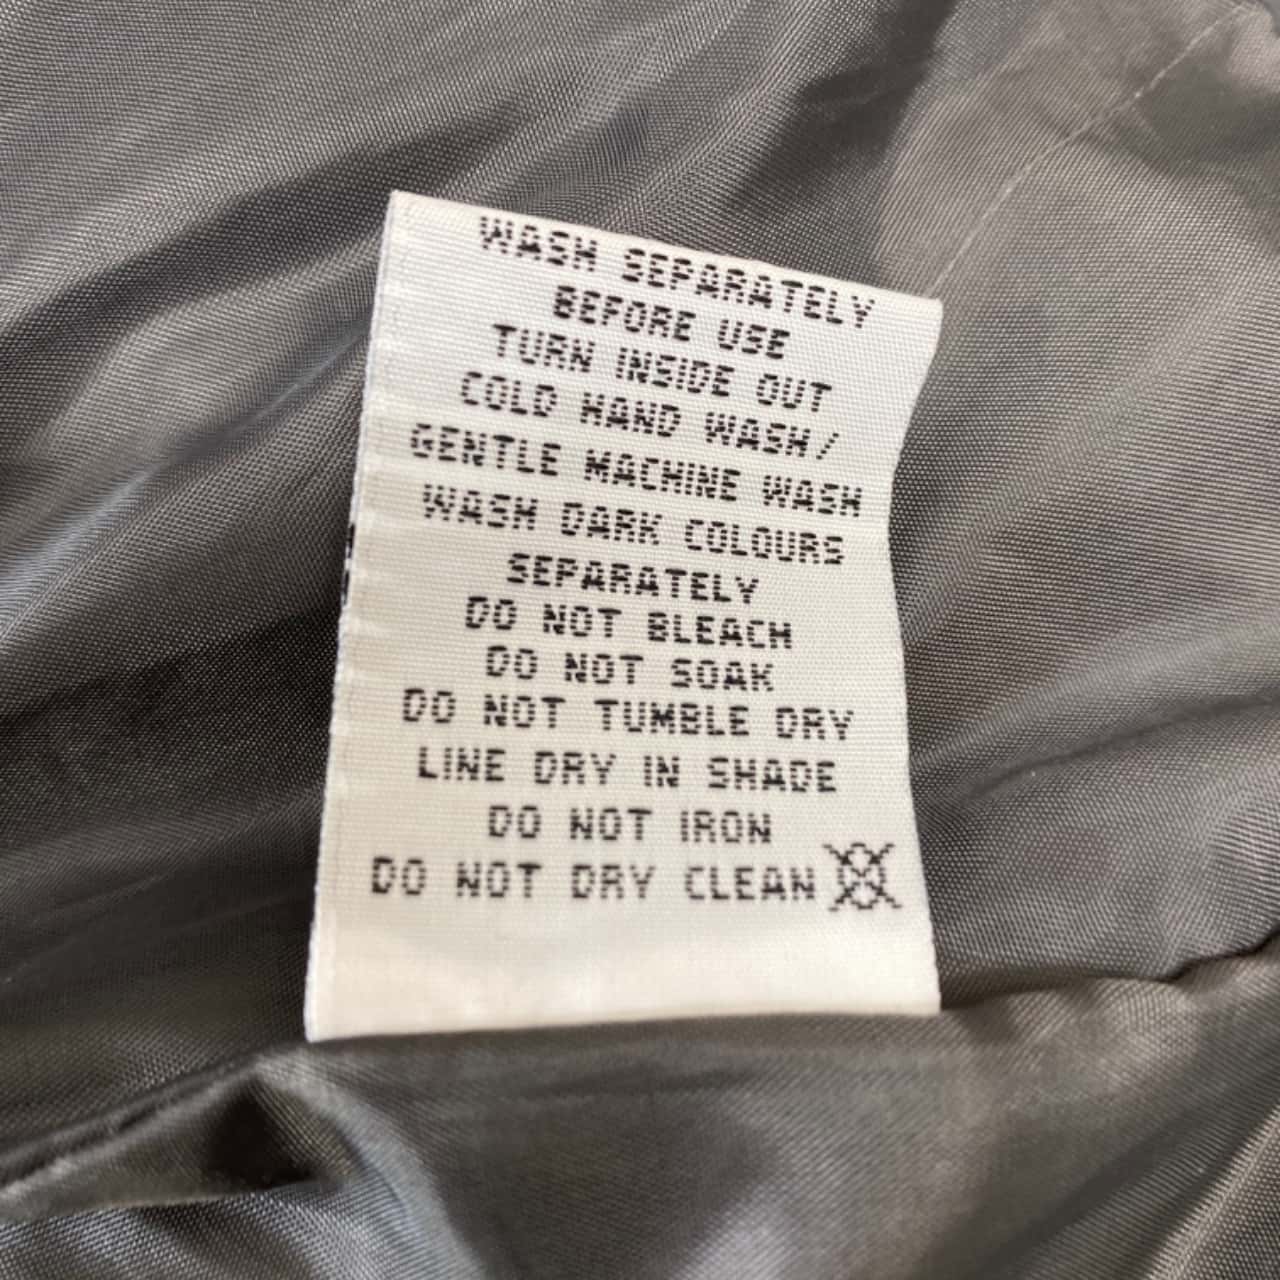 WASH SEPARATELY
BEFORE USE
TURN INSIDE OUT
COLD HAND WASH/
GENTLE MACHINE WASH
WASH DARK COLOURS
SEPARATELY
DO NOT BLEACH
DO NOT SOAK
DO NOT TUMBLE DRY
LINE DRY IN SHADE
DO NOT IRON
DO NOT DRY CLEAN